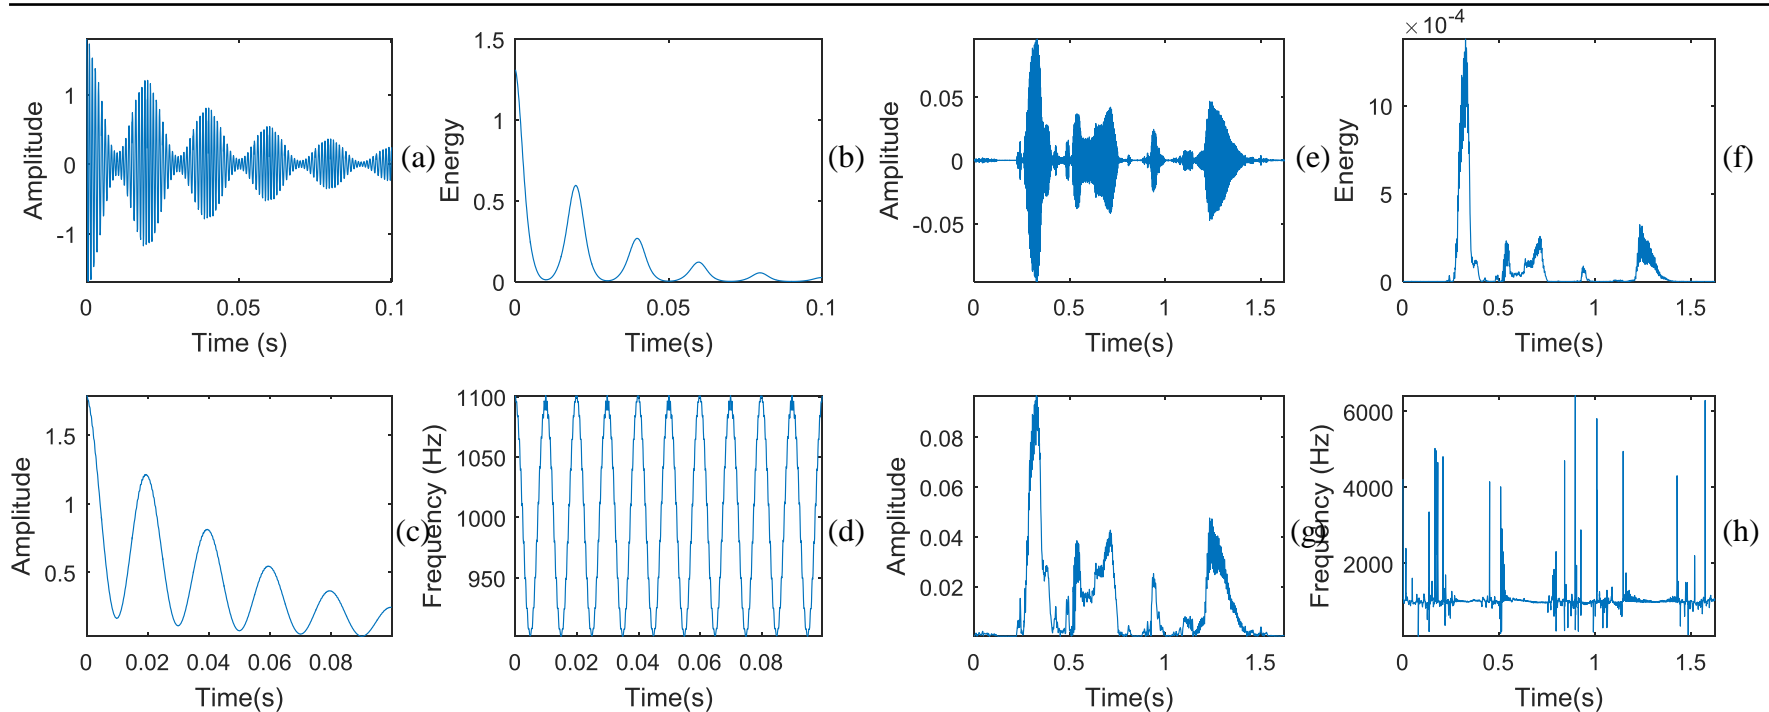 Amplitude
1
0
-1
0
0.05
0.1
Time (s)
(a)
Energy
1.5
1
0.5
0
0
0.05
0.1
Time(s)
(b)
Amplitude
0.05
0
-0.05
0
0.5
1
1.5
Time(s)
(e)
×10-4
Energy
10
5
0
0
0.5
1
1.5
Time(s)
(f)
Amplitude
1.5
1
0.5
0
0.02
0.04
0.06
0.08
Time(s)
(c)
Frequency (Hz)
1100
1050
1000
950
0
0.02
0.04
0.06
0.08
Time(s)
(d)
Amplitude
0.08
0.06
0.04
0.02
0
0.5
1
1.5
Time(s)
(g)
Frequency (Hz)
6000
4000
2000
0
0.5
1
1.5
Time(s)
(h)